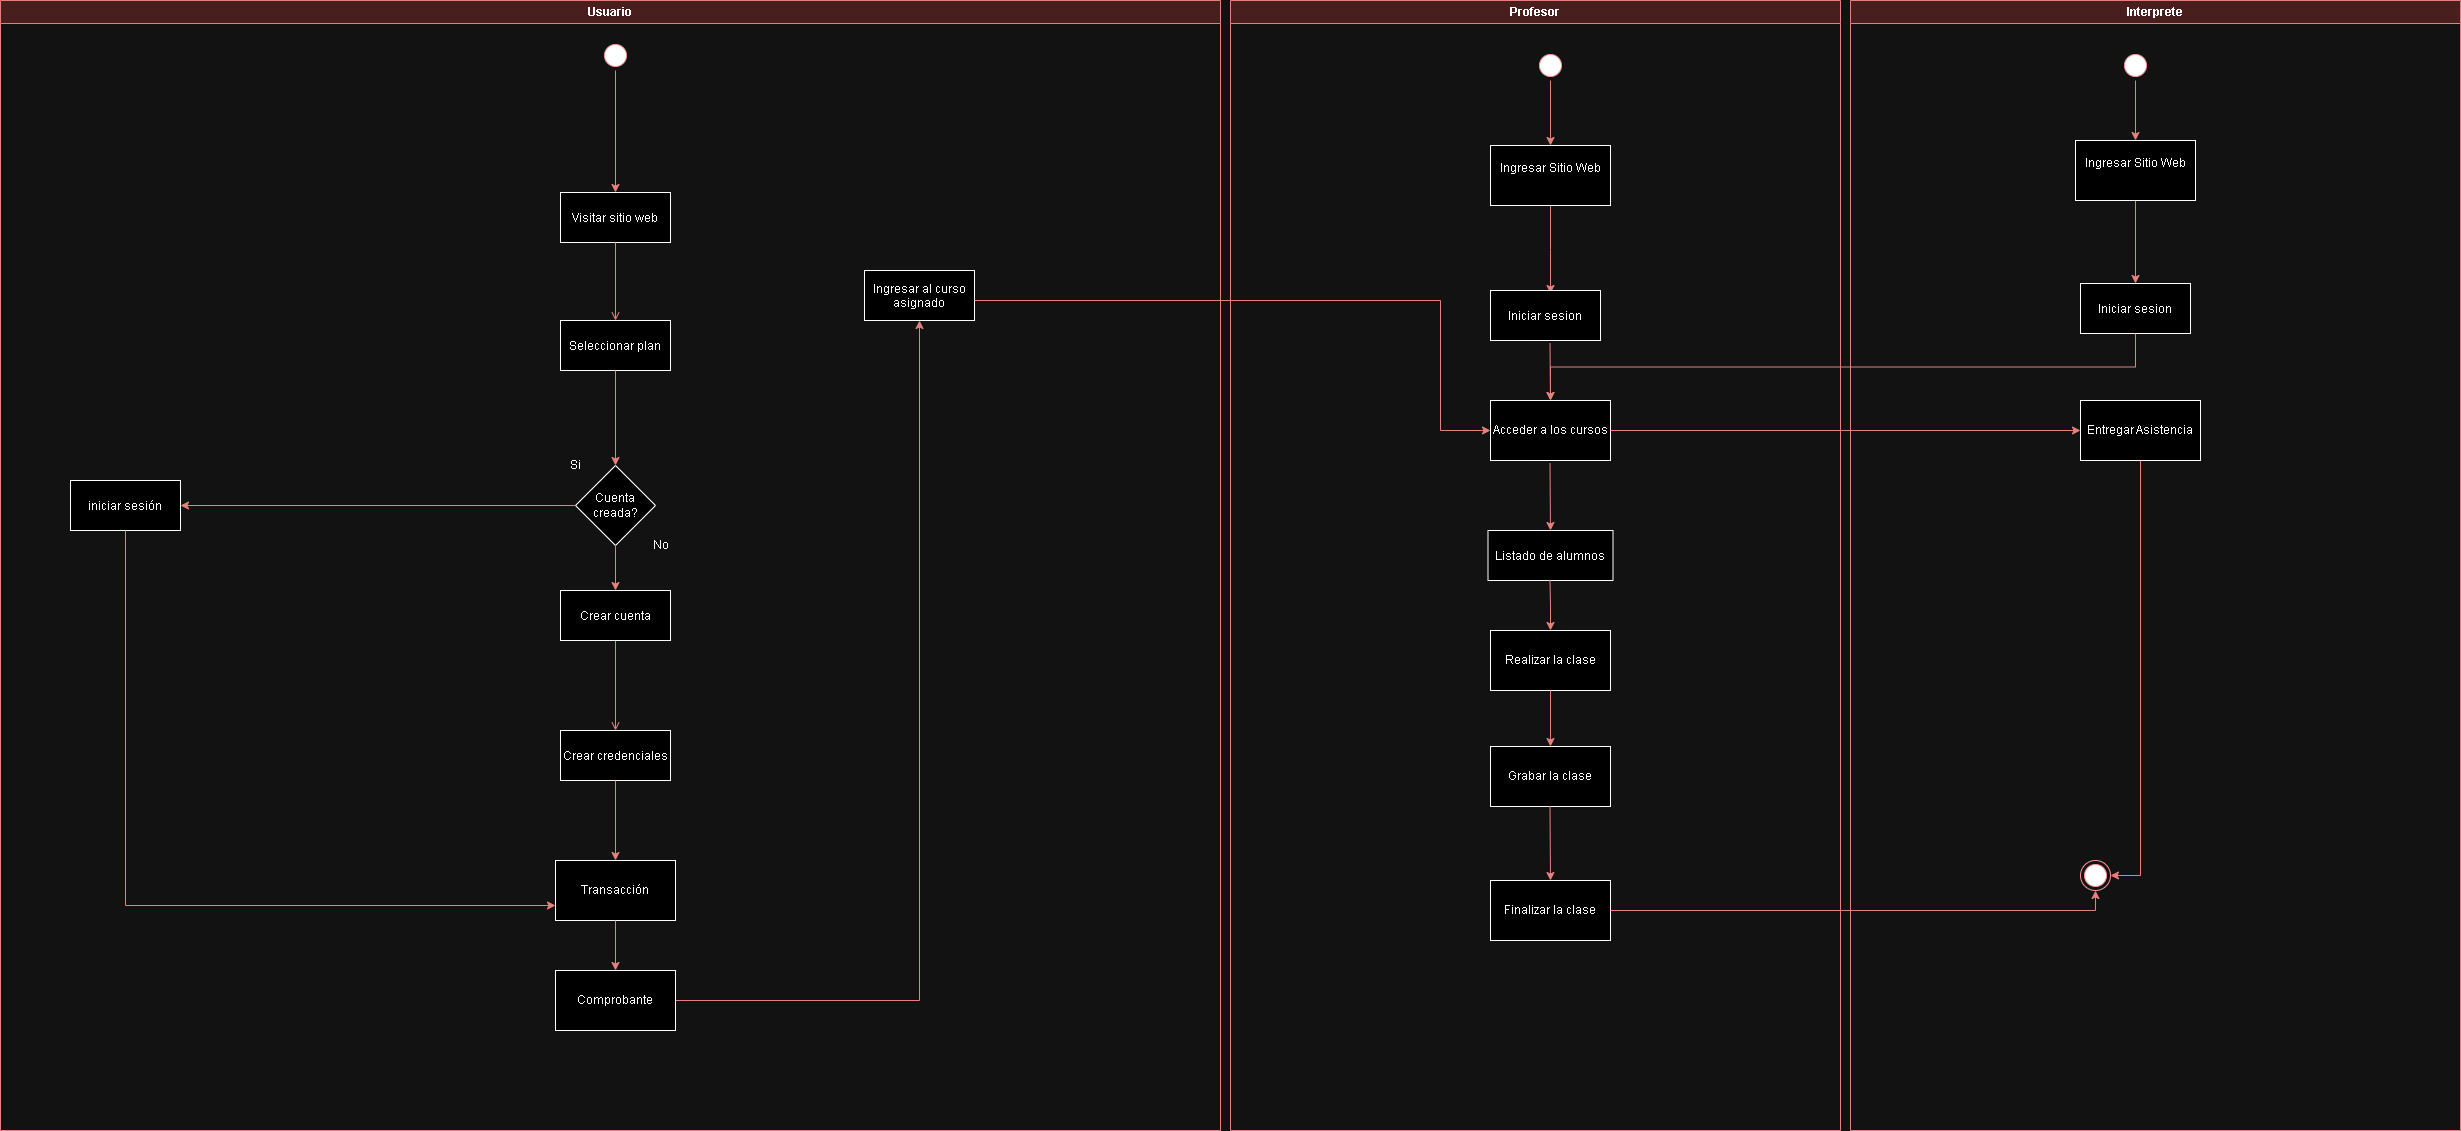 Usuario
Profesor
Interprete
Visitar sitio web
Seleccionar plan
Si
Cuenta
creada?
No
iniciar sesión
Crear cuenta
Crear credenciales
Transacción
Comprobante
Ingresar al curso
asignado
Ingresar Sitio Web
Iniciar sesion
Acceder a los cursos
Listado de alumnos
Realizar la clase
Grabar la clase
Finalizar la clase
Ingresar Sitio Web
Iniciar sesion
Entregar Asistencia